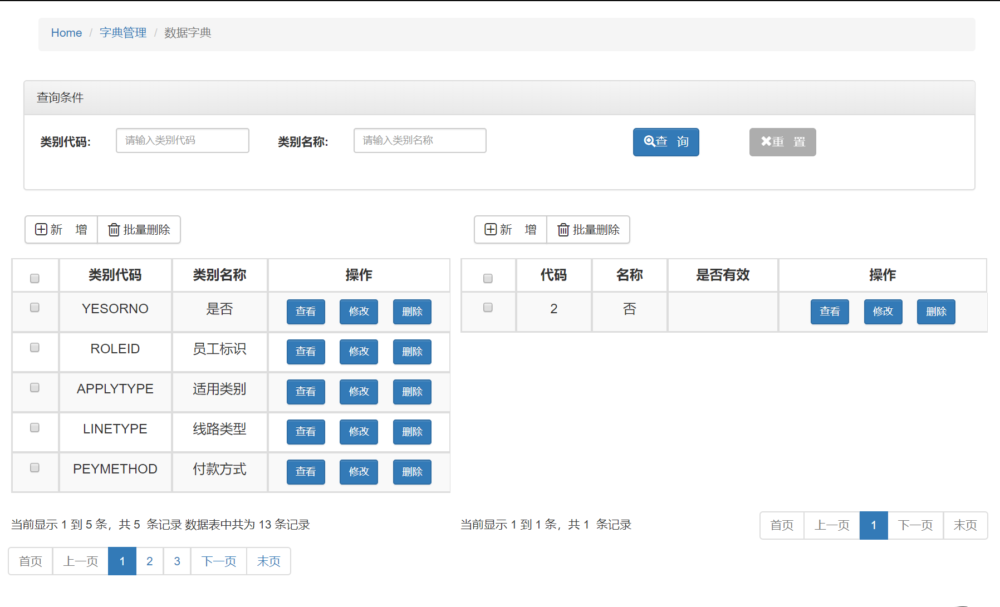 Home / 字典管理 / 数据字典
查询条件
类别代码: 请输入类别代码 类别名称: 请输入类别名称 查 询 重 置
新 增 批量删除 新 增 批量删除
类别代码 类别名称 操作
YESORNO 是否 查看 修改 删除
ROLEID 员工标识 查看 修改 删除
APPLYTYPE 适用类别 查看 修改 删除
LINETYPE 线路类型 查看 修改 删除
PEYMETHOD 付款方式 查看 修改 删除
当前显示 1 到 5 条，共 5 条记录 数据表中共为 13 条记录
首页 上一页 1 2 3 下一页 末页
代码 名称 是否有效 操作
2 否 查看 修改 删除
当前显示 1 到 1 条，共 1 条记录
首页 上一页 1 下一页 末页